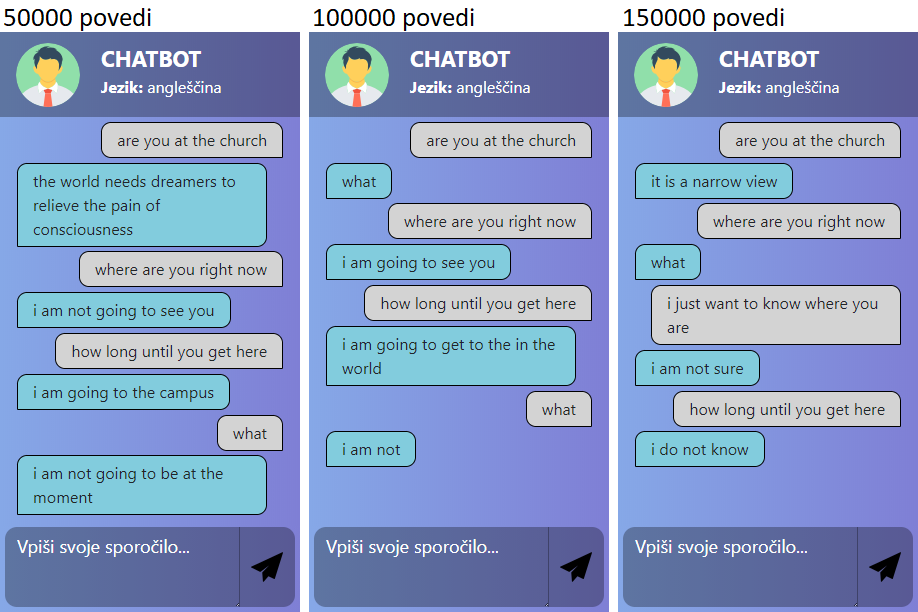 50000 povedi
CHATBOT
Jezik: angleščina
are you at the church
the world needs dreamers to
relieve the pain of
consciousness
where are you right now
i am not going to see you
how long until you get here
i am going to the campus
what
i am not going to be at the
moment
Vpiši svoje sporočilo...
100000 povedi
CHATBOT
Jezik: angleščina
are you at the church
what
where are you right now
i am going to see you
how long until you get here
i am going to get to the in the
world
what
i am not
Vpiši svoje sporočilo...
150000 povedi
CHATBOT
Jezik: angleščina
are you at the church
it is a narrow view
where are you right now
what
i just want to know where you
are
i am not sure
how long until you get here
i do not know
Vpiši svoje sporočilo...